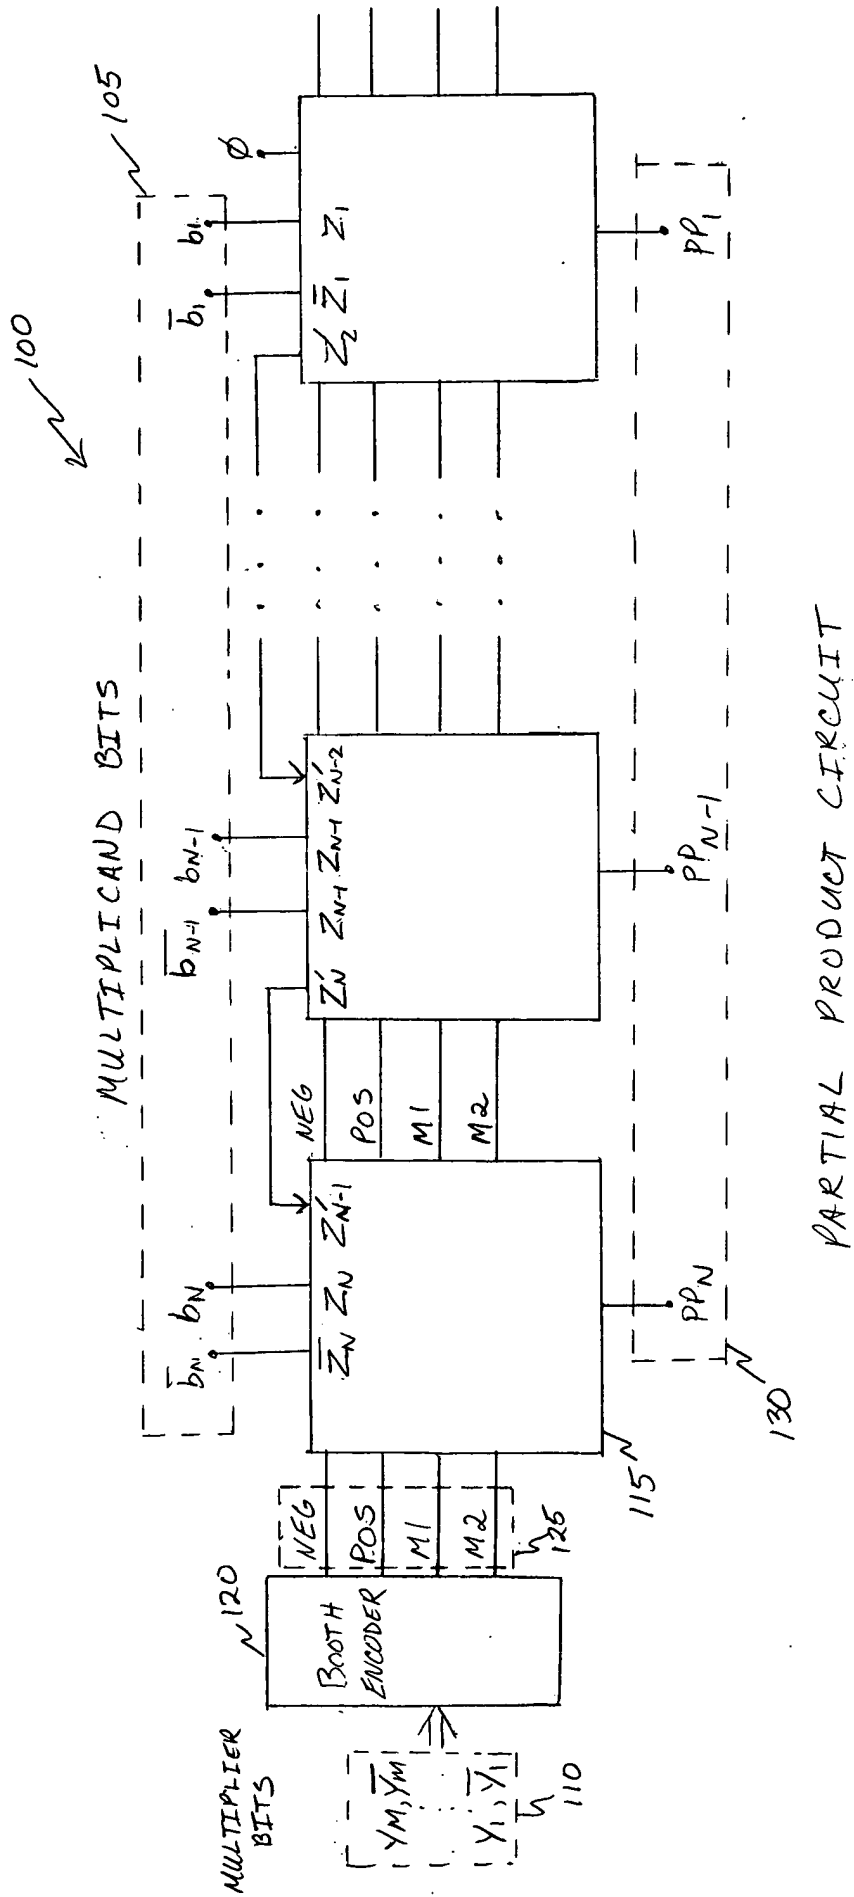 100
105
MULTIPLICAND BITS
b̅N bN b̅N-1 bN-1 b̅1 b1 Ø
Z̅N ZN Z'N-1
Z'N ZN-1 ZN-1 Z'N-2
Z'2 Z̅1 Z1
MULTIPLIER BITS
YM, Y̅M
Y1, Y̅1
110
BOOTH ENCODER
120
NEG
POS
M1
M2
125
NEG
POS
M1
M2
115
PPN PPN-1 PP1
130
PARTIAL PRODUCT CIRCUIT